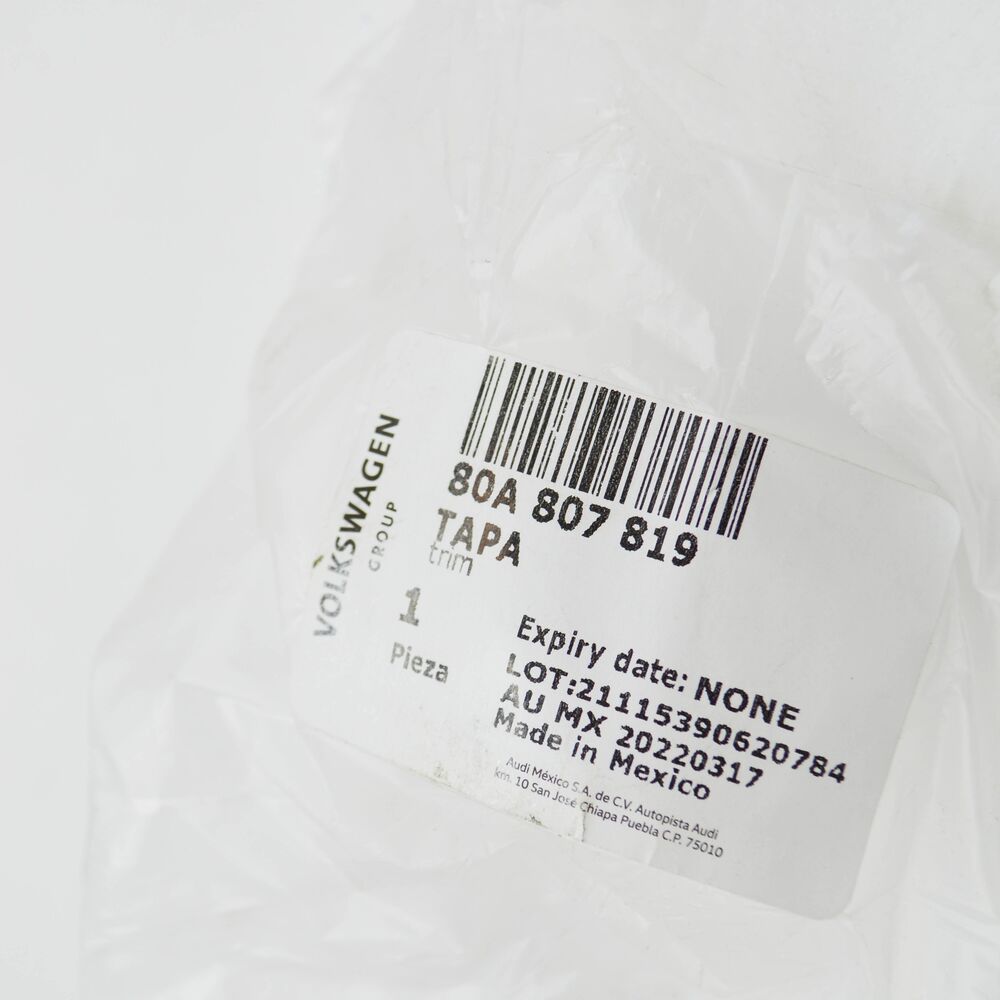 VOLKSWAGEN
GROUP
80A 807 819
TAPA
trim
1
Pieza
Expiry date: NONE
LOT:21115390620784
AU MX 20220317
Made in Mexico
Audi México S.A. de C.V. Autopista Audi
km. 10 San José Chiapa Puebla C.P. 75010